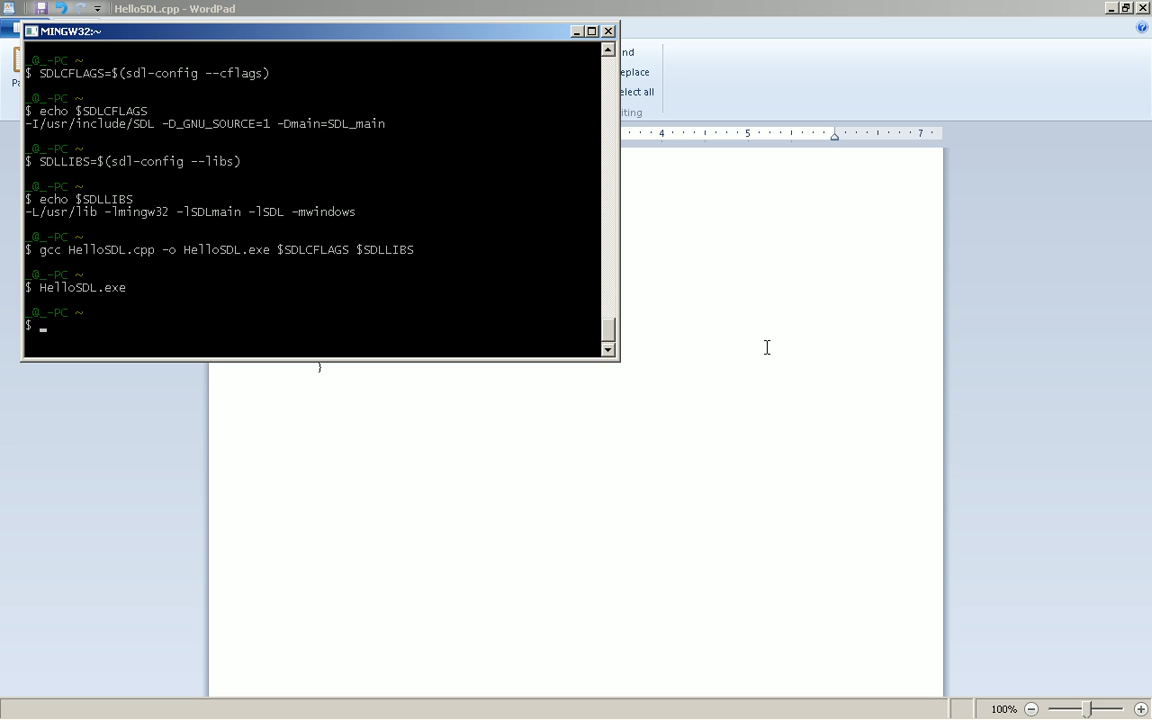 HelloSDL.cpp - WordPad
MINGW32:~
_@_-PC ~
$ SDLCFLAGS=$(sdl-config --cflags)
_@_-PC ~
$ echo $SDLCFLAGS
-I/usr/include/SDL -D_GNU_SOURCE=1 -Dmain=SDL_main
_@_-PC ~
$ SDLLIBS=$(sdl-config --libs)
_@_-PC ~
$ echo $SDLLIBS
-L/usr/lib -lmingw32 -lSDLmain -lSDL -mwindows
_@_-PC ~
$ gcc HelloSDL.cpp -o HelloSDL.exe $SDLCFLAGS $SDLLIBS
_@_-PC ~
$ HelloSDL.exe
_@_-PC ~
$
Pa
nd
eplace
elect all
iting
4 5 7
}
100%